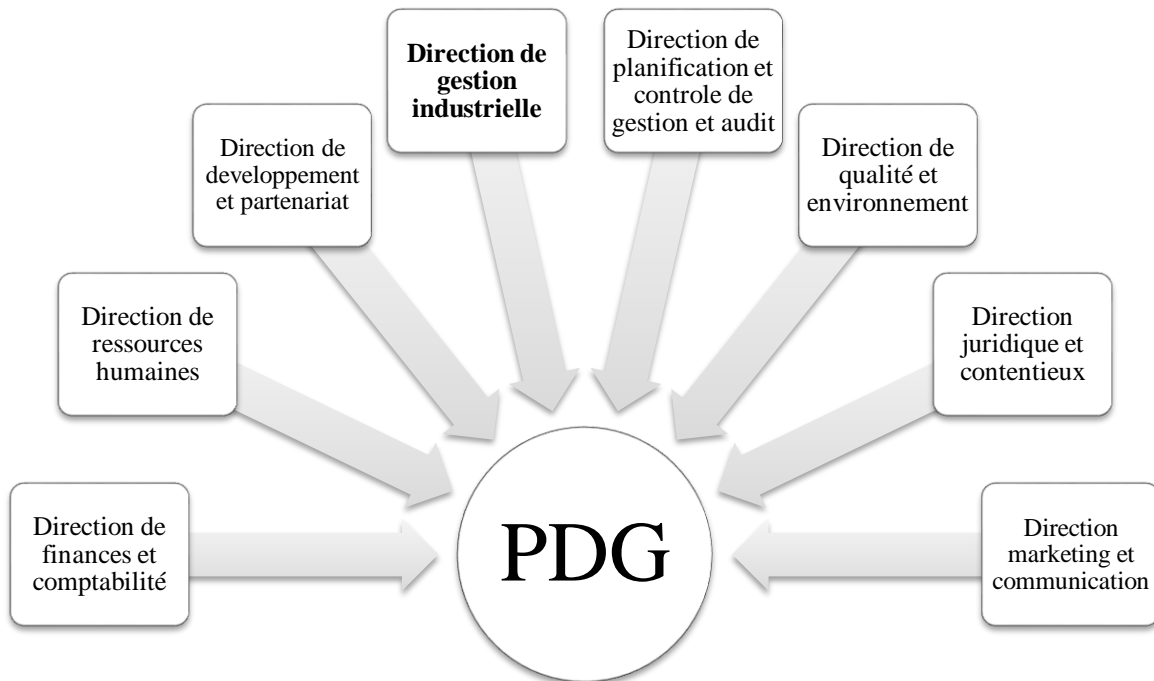 Direction de
gestion
industrielle
Direction de
planification et
controle de
gestion et audit
Direction de
developpement
et partenariat
Direction de
qualité et
environnement
Direction de
ressources
humaines
Direction
juridique et
contentieux
Direction de
finances et
comptabilité
PDG
Direction
marketing et
communication